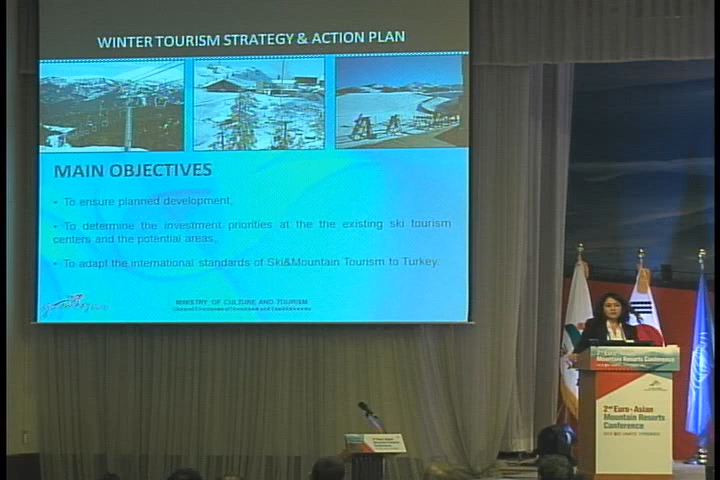 WINTER TOURISM STRATEGY & ACTION PLAN
MAIN OBJECTIVES
• To ensure planned development,
• To determine the investment priorities at the the existing ski tourism
centers and the potential areas,
• To adapt the international standards of Ski&Mountain Tourism to Turkey.
MINISTRY OF CULTURE AND TOURISM
2nd Euro-Asian
Mountain Resorts Conference
2nd Euro-Asian
Mountain Resorts
Conference